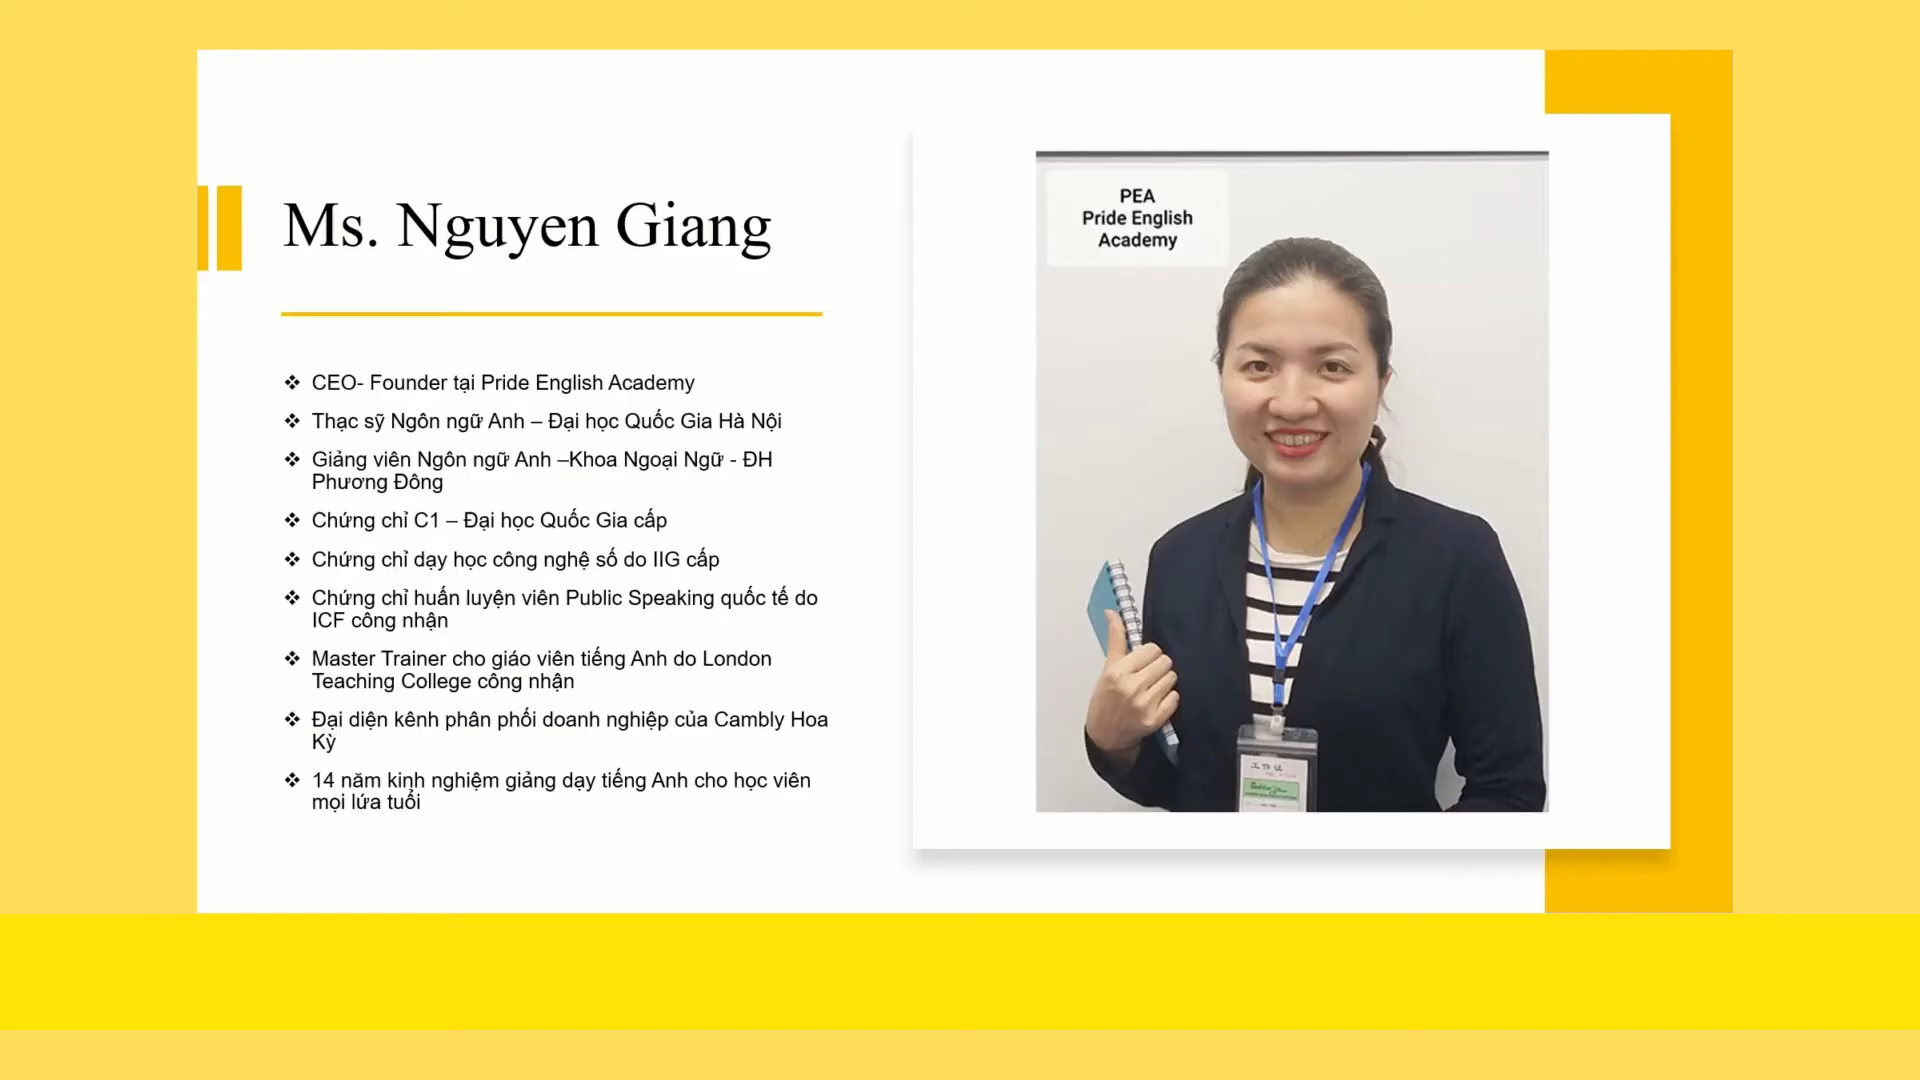 Ms. Nguyen Giang
❖ CEO- Founder tại Pride English Academy
❖ Thạc sỹ Ngôn ngữ Anh – Đại học Quốc Gia Hà Nội
❖ Giảng viên Ngôn ngữ Anh –Khoa Ngoại Ngữ - ĐH
Phương Đông
❖ Chứng chỉ C1 – Đại học Quốc Gia cấp
❖ Chứng chỉ dạy học công nghệ số do IIG cấp
❖ Chứng chỉ huấn luyện viên Public Speaking quốc tế do
ICF công nhận
❖ Master Trainer cho giáo viên tiếng Anh do London
Teaching College công nhận
❖ Đại diện kênh phân phối doanh nghiệp của Cambly Hoa
Kỳ
❖ 14 năm kinh nghiệm giảng dạy tiếng Anh cho học viên
mọi lứa tuổi
PEA
Pride English
Academy
工作证